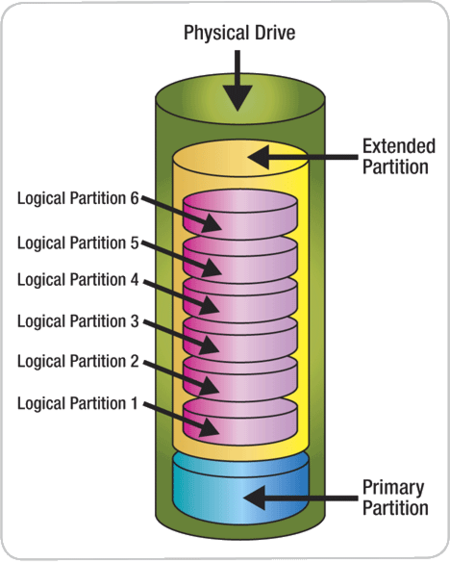 Physical Drive
Extended
Partition
Logical Partition 6
Logical Partition 5
Logical Partition 4
Logical Partition 3
Logical Partition 2
Logical Partition 1
Primary
Partition